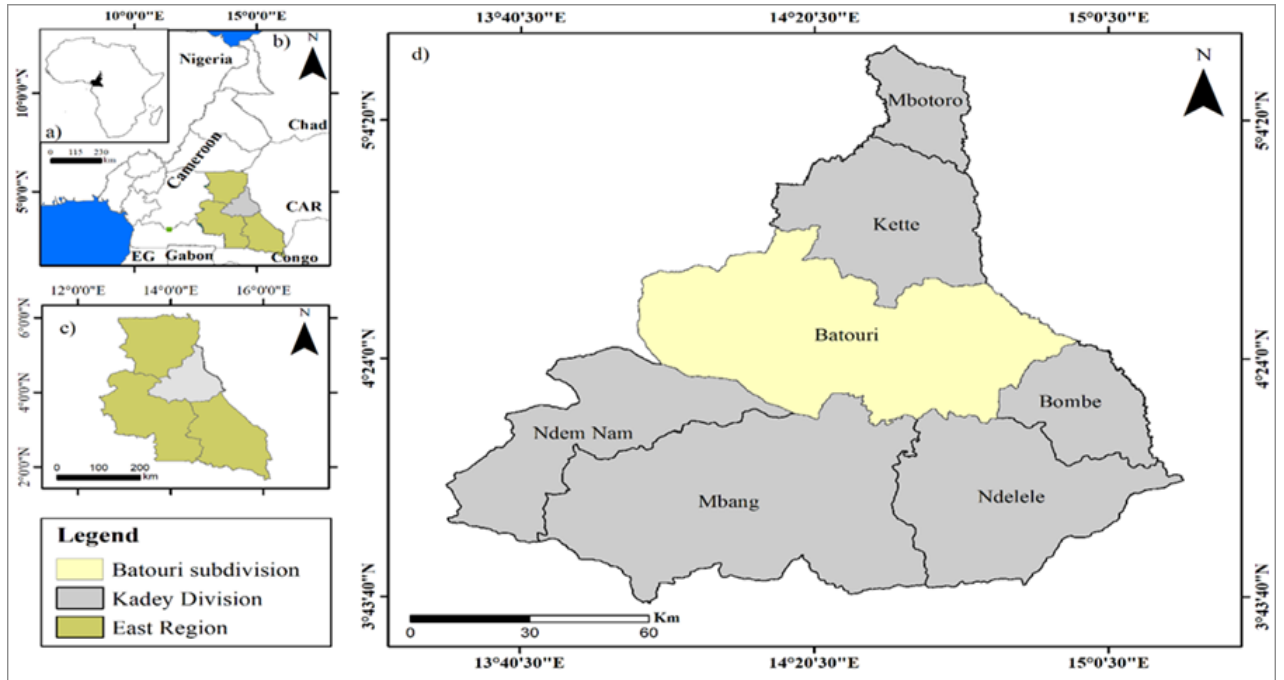 10°0'0"E 15°0'0"E
b)
N
Nigeria
10°0'0"N
a)
0 115 230
km
Chad
Cameroon
5°0'0"N
CAR
EG Gabon Congo
12°0'0"E 14°0'0"E 16°0'0"E
c)
N
6°0'0"N
4°0'0"N
2°0'0"N
0 100 200
km
Legend
Batouri subdivision
Kadey Division
East Region
13°40'30"E 14°20'30"E 15°0'30"E
d)
N
5°4'20"N 5°4'20"N
Mbotoro
Kette
Batouri
4°24'0"N 4°24'0"N
Bombe
Ndem Nam
Mbang
Ndelele
3°43'40"N 3°43'40"N
Km
0 30 60
13°40'30"E 14°20'30"E 15°0'30"E